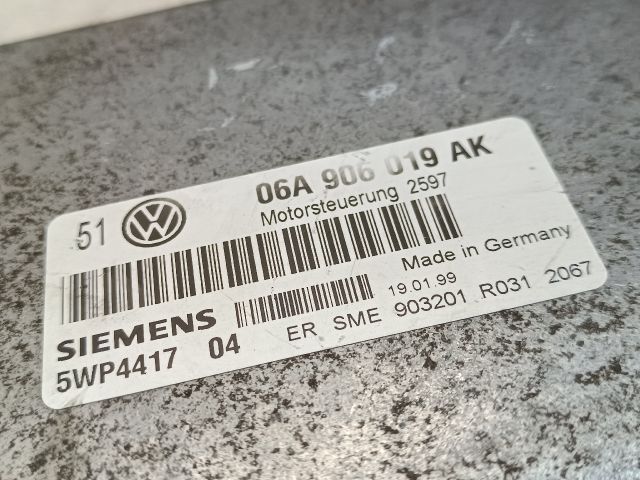 51 VW 06A 906 019 AK
Motorsteuerung 2597
Made in Germany
SIEMENS 19.01.99
5WP4417 04 ER SME 903201 R031 2067